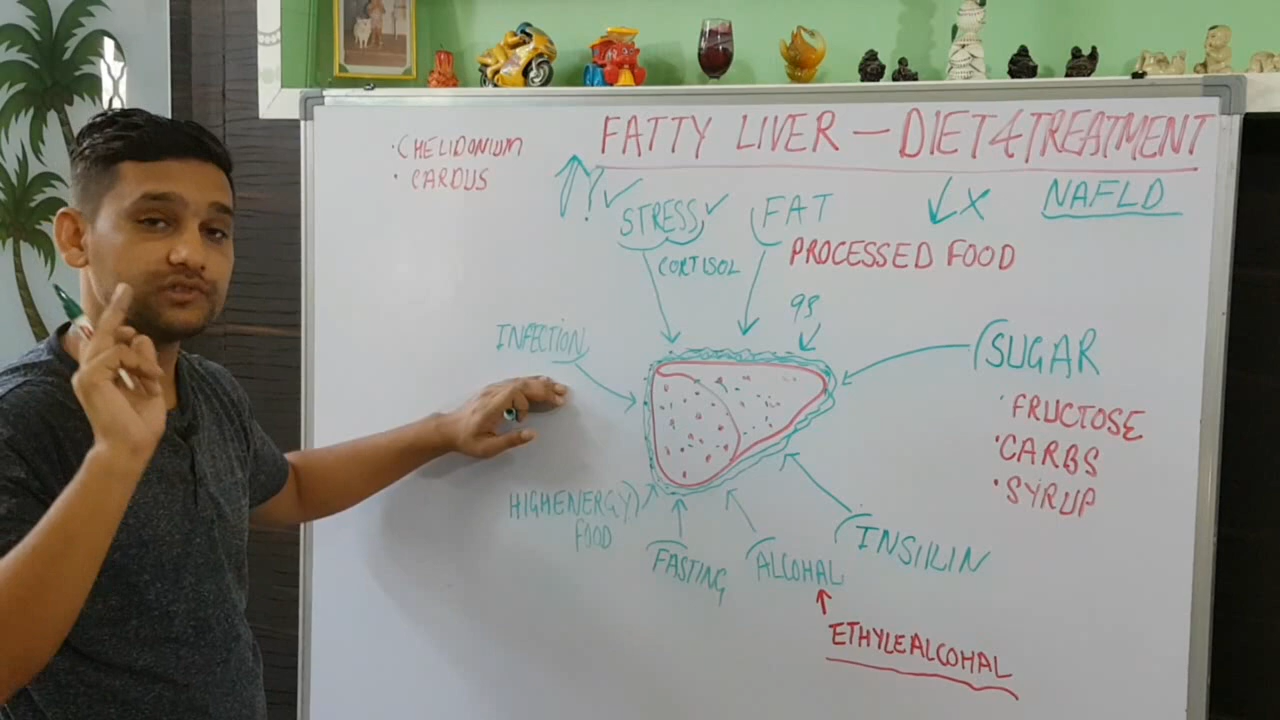 FATTY LIVER — DIET & TREATMENT
· CHELIDONIUM
· CARDUS
NAFLD
STRESS
FAT
CORTISOL
PROCESSED FOOD
INFECTION
SUGAR
· FRUCTOSE
· CARBS
· SYRUP
HIGH ENERGY
FOOD
FASTING
ALCOHAL
INSIILIN
ETHYLEALCOHAL